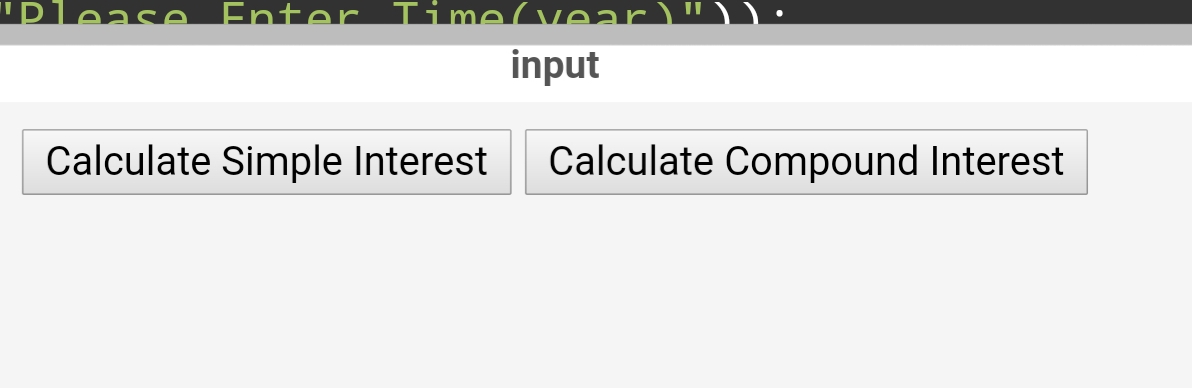 "Please Enter Time(year)"));
input
Calculate Simple Interest
Calculate Compound Interest